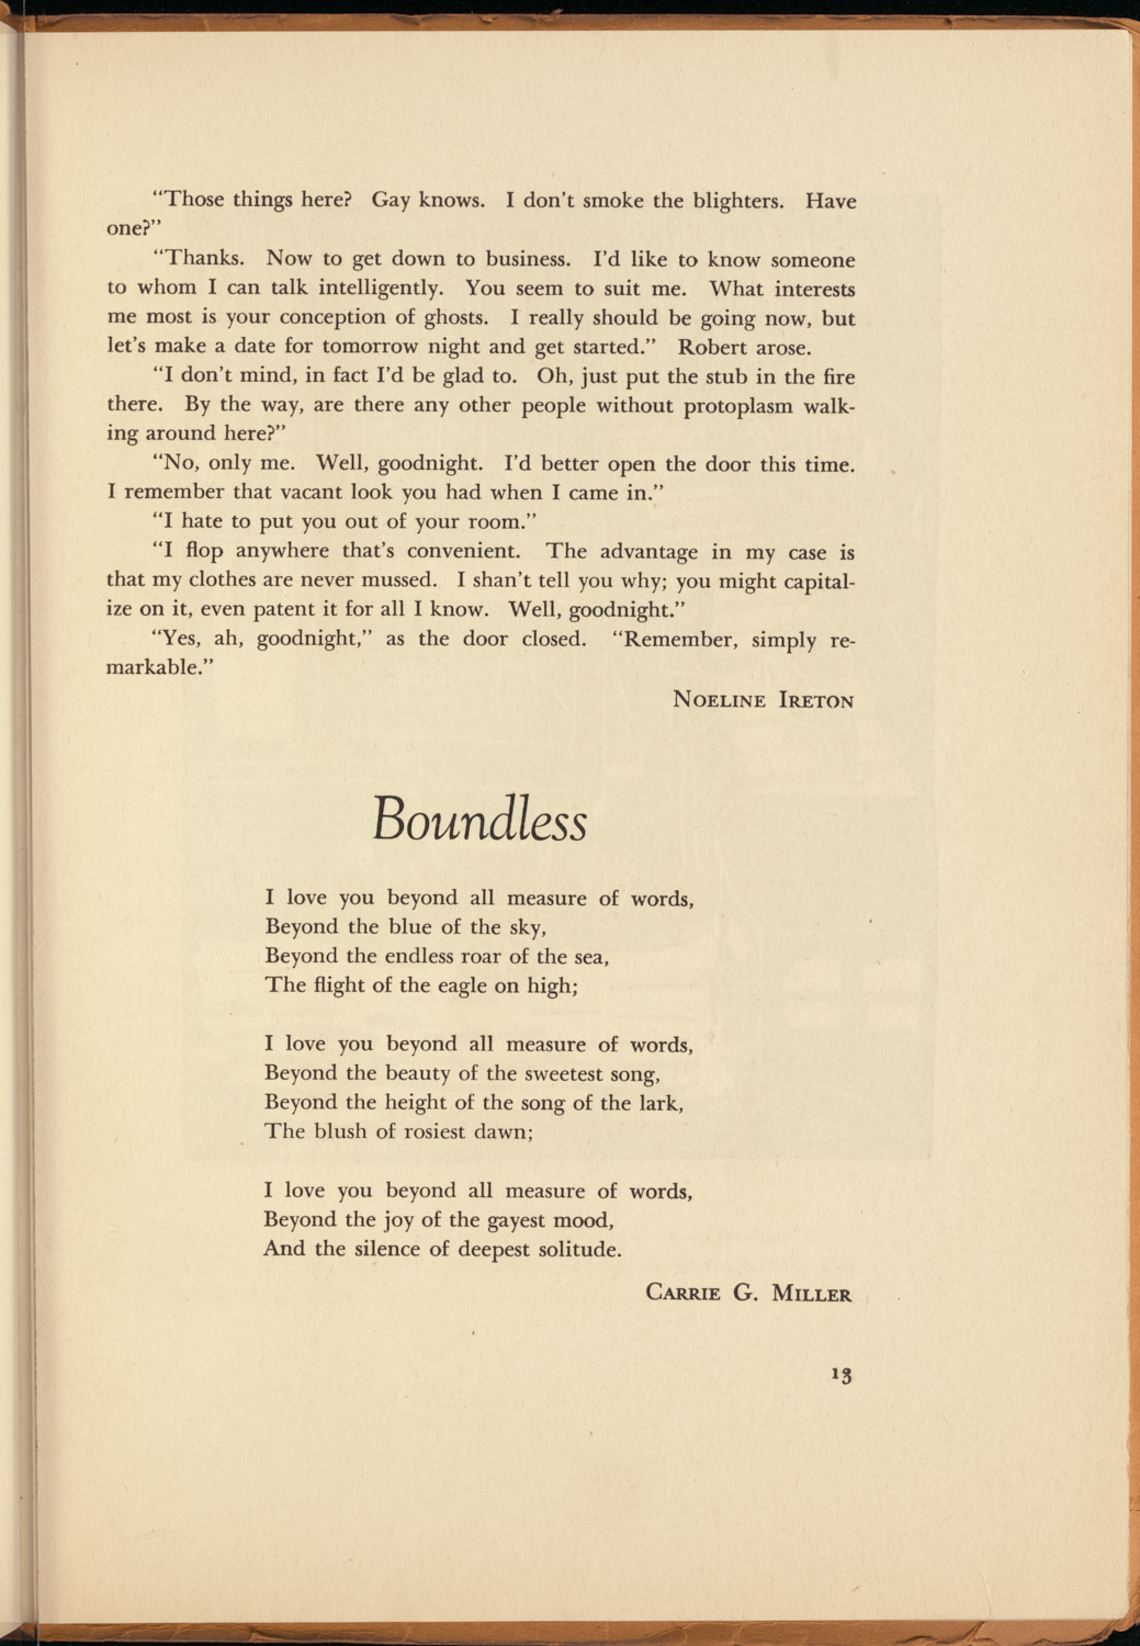 “Those things here? Gay knows. I don't smoke the blighters. Have
one?”
“Thanks. Now to get down to business. I'd like to know someone
to whom I can talk intelligently. You seem to suit me. What interests
me most is your conception of ghosts. I really should be going now, but
let's make a date for tomorrow night and get started.” Robert arose.
“I don't mind, in fact I'd be glad to. Oh, just put the stub in the fire
there. By the way, are there any other people without protoplasm walk-
ing around here?”
“No, only me. Well, goodnight. I'd better open the door this time.
I remember that vacant look you had when I came in.”
“I hate to put you out of your room.”
“I flop anywhere that's convenient. The advantage in my case is
that my clothes are never mussed. I shan't tell you why; you might capital-
ize on it, even patent it for all I know. Well, goodnight.”
“Yes, ah, goodnight,” as the door closed. “Remember, simply re-
markable.”
NOELINE IRETON
Boundless
I love you beyond all measure of words,
Beyond the blue of the sky,
Beyond the endless roar of the sea,
The flight of the eagle on high;
I love you beyond all measure of words,
Beyond the beauty of the sweetest song,
Beyond the height of the song of the lark,
The blush of rosiest dawn;
I love you beyond all measure of words,
Beyond the joy of the gayest mood,
And the silence of deepest solitude.
CARRIE G. MILLER
13